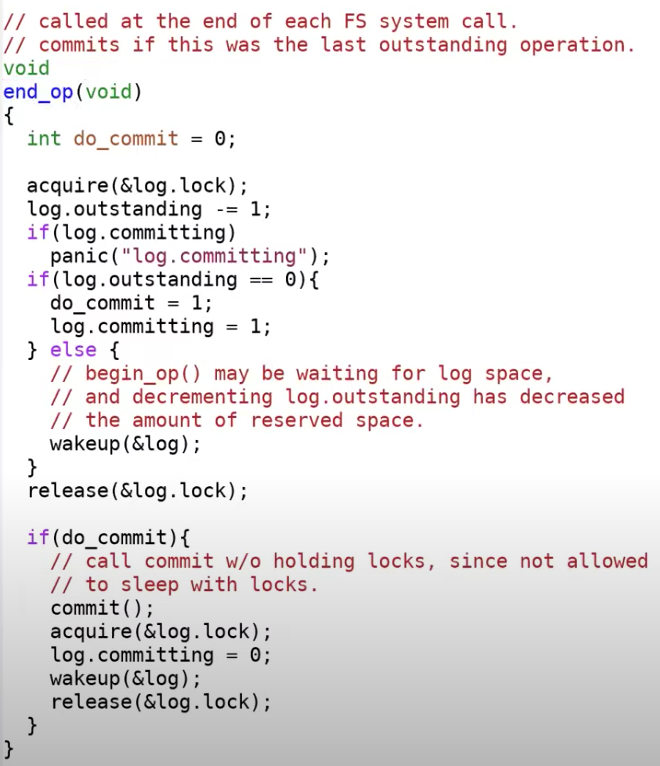 // called at the end of each FS system call.
// commits if this was the last outstanding operation.
void
end_op(void)
{
  int do_commit = 0;

  acquire(&log.lock);
  log.outstanding -= 1;
  if(log.committing)
    panic("log.committing");
  if(log.outstanding == 0){
    do_commit = 1;
    log.committing = 1;
  } else {
    // begin_op() may be waiting for log space,
    // and decrementing log.outstanding has decreased
    // the amount of reserved space.
    wakeup(&log);
  }
  release(&log.lock);

  if(do_commit){
    // call commit w/o holding locks, since not allowed
    // to sleep with locks.
    commit();
    acquire(&log.lock);
    log.committing = 0;
    wakeup(&log);
    release(&log.lock);
  }
}